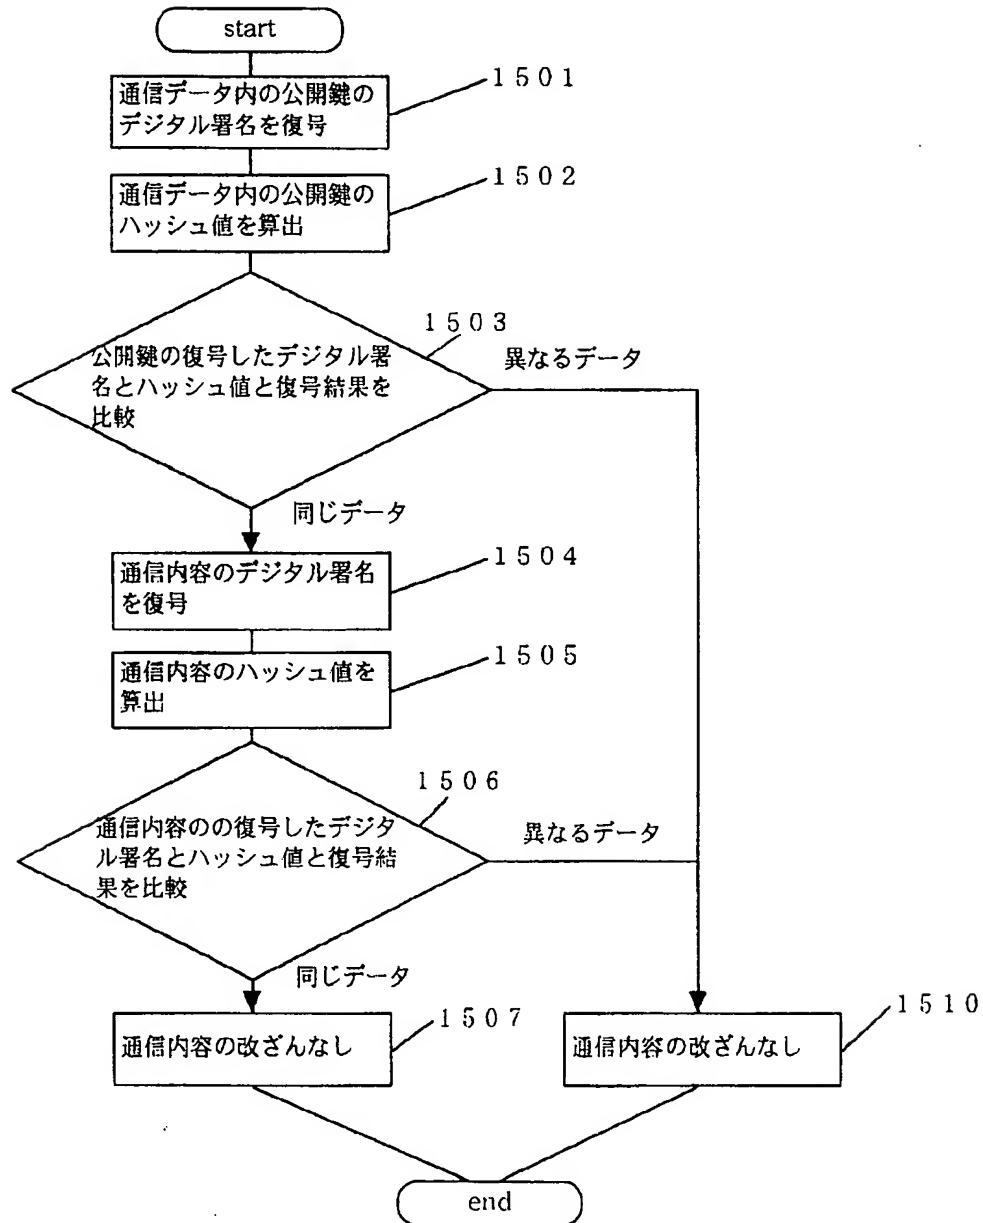 start
通信データ内の公開鍵の
デジタル署名を復号
1501
通信データ内の公開鍵の
ハッシュ値を算出
1502
1503
公開鍵の復号したデジタル署
名とハッシュ値と復号結果を
比較
異なるデータ
同じデータ
通信内容のデジタル署名
を復号
1504
通信内容のハッシュ値を
算出
1505
1506
通信内容のの復号したデジタ
ル署名とハッシュ値と復号結
果を比較
異なるデータ
同じデータ
通信内容の改ざんなし
1507
通信内容の改ざんなし
1510
end